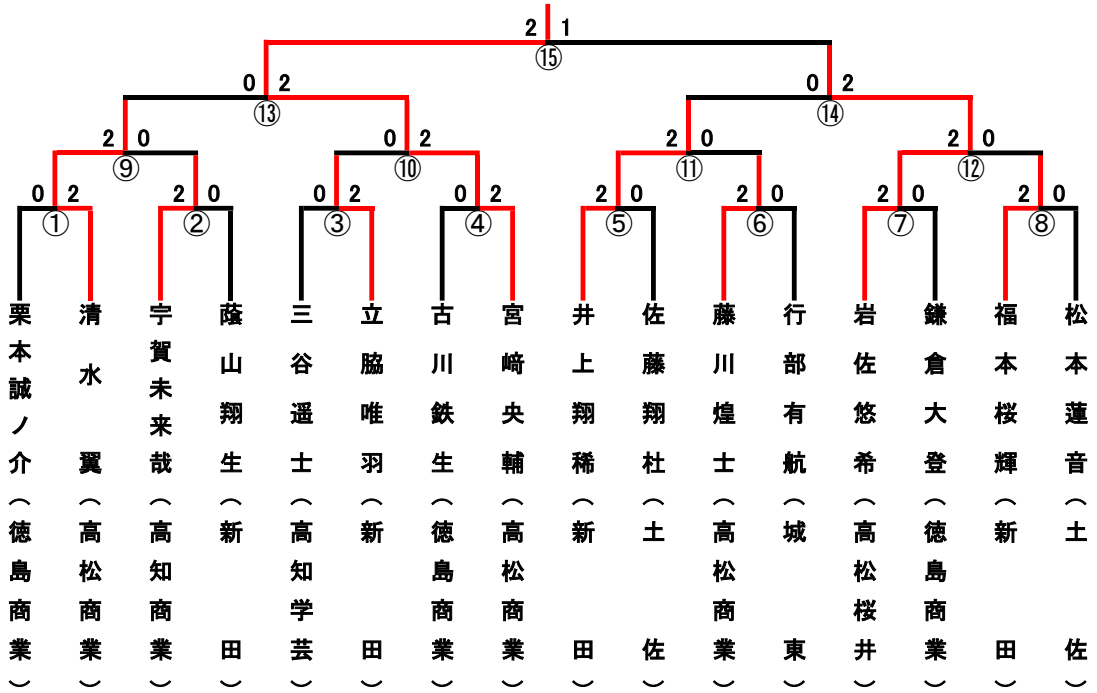 2 1
⑮
0 2 0 2
⑬ ⑭
2 0 0 2 2 0 2 0
⑨ ⑩ ⑪ ⑫
0 2 2 0 0 2 0 2 2 0 2 0 2 0 2 0
① ② ③ ④ ⑤ ⑥ ⑦ ⑧
栗本誠ノ介(徳島商業)
清水翼(高松商業)
宇賀未来哉(高知商業)
蔭山翔生(新田)
三谷遥士(高知学芸)
立脇唯羽(新田)
古川鉄生(徳島商業)
宮﨑央輔(高松商業)
井上翔稀(新田)
佐藤翔杜(土佐)
藤川煌士(高松商業)
行部有航(城東)
岩佐悠希(高松桜井)
鎌倉大登(徳島商業)
福本桜輝(新田)
松本蓮音(土佐)